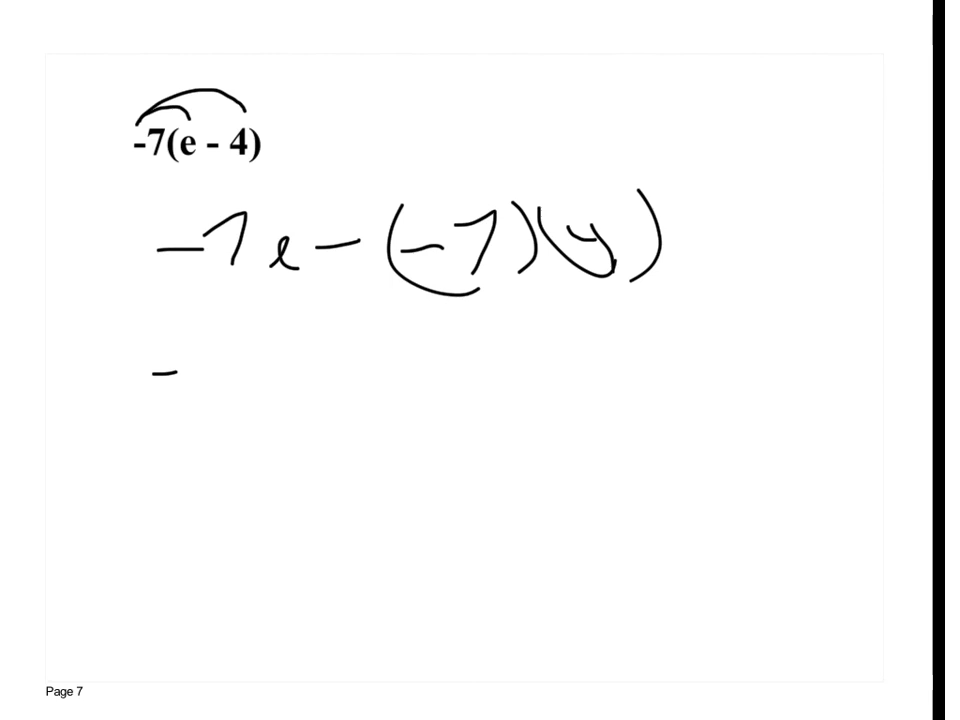 -7(e - 4)
-7e - (-7)(4)
-
Page 7